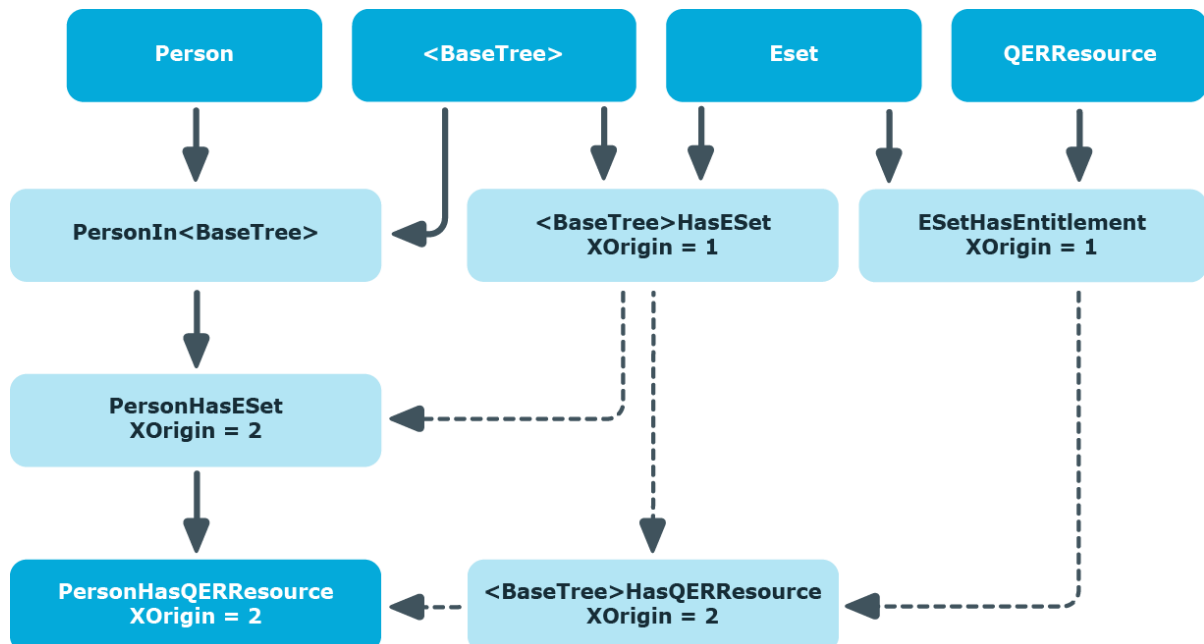 Person
<BaseTree>
Eset
QERResource
PersonIn<BaseTree>
<BaseTree>HasESet
XOrigin = 1
ESetHasEntitlement
XOrigin = 1
PersonHasESet
XOrigin = 2
PersonHasQERResource
XOrigin = 2
<BaseTree>HasQERResource
XOrigin = 2